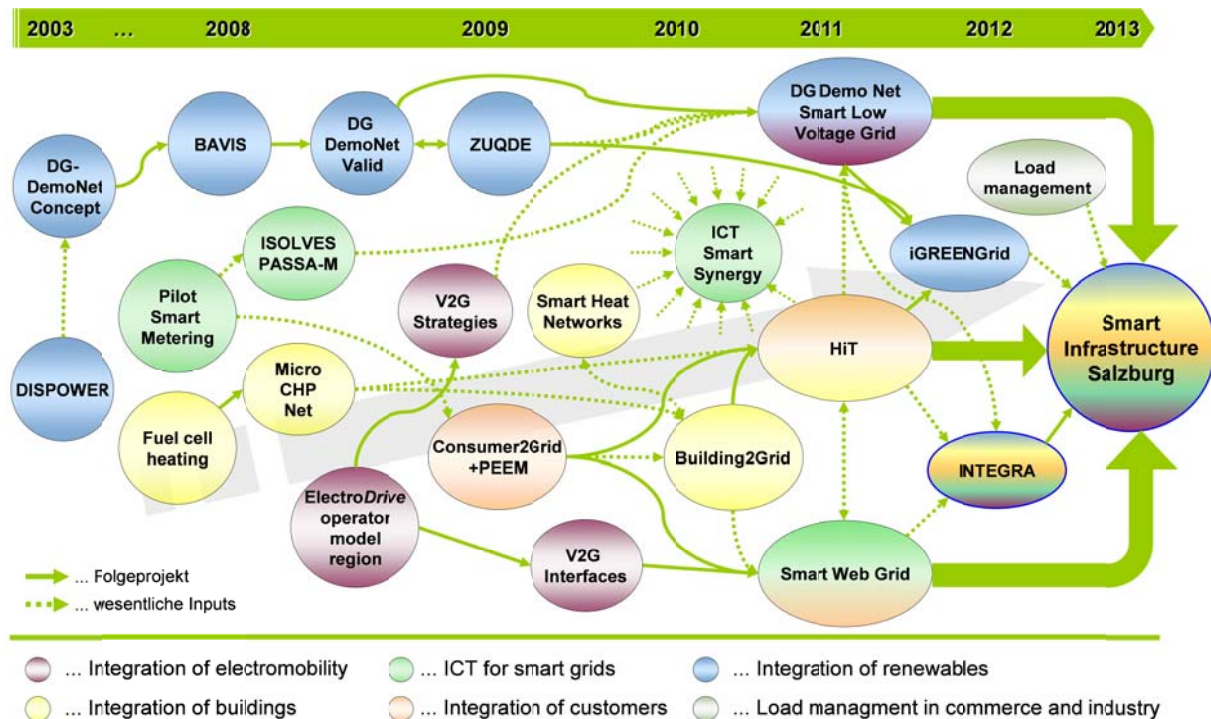 2003 ... 2008 2009 2010 2011 2012 2013
DG-
DemoNet
Concept
BAVIS
DG
DemoNet
Valid
ZUQDE
DG Demo Net
Smart Low
Voltage Grid
Load
management
ISOLVES
PASSA-M
ICT
Smart
Synergy
iGREENGrid
Pilot
Smart
Metering
V2G
Strategies
Smart Heat
Networks
HiT
Smart
Infrastructure
Salzburg
DISPOWER
Micro
CHP
Net
Fuel cell
heating
Consumer2Grid
+PEEM
Building2Grid
INTEGRA
ElectroDrive
operator
model
region
V2G
Interfaces
Smart Web Grid
... Folgeprojekt
... wesentliche Inputs
... Integration of electromobility
... ICT for smart grids
... Integration of renewables
... Integration of buildings
... Integration of customers
... Load managment in commerce and industry